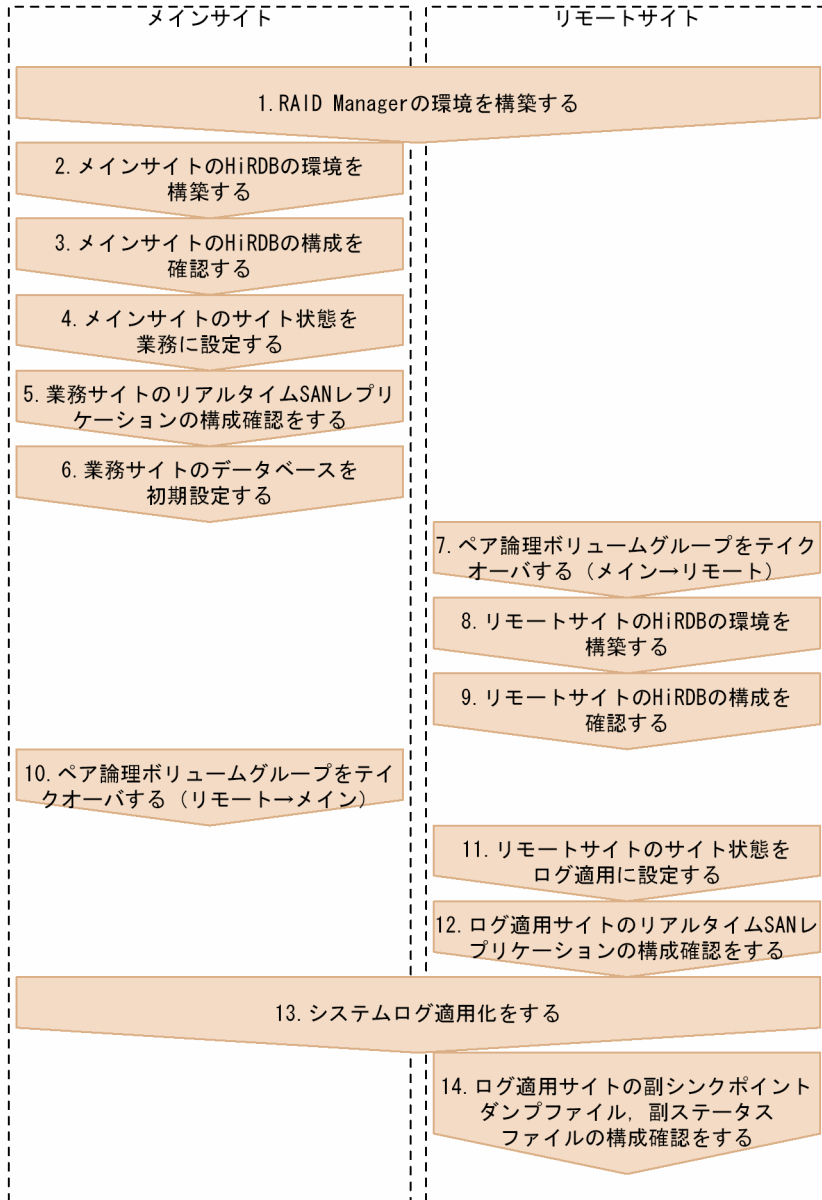 メインサイト
リモートサイト
1. RAID Managerの環境を構築する
2. メインサイトのHiRDBの環境を
構築する
3. メインサイトのHiRDBの構成を
確認する
4. メインサイトのサイト状態を
業務に設定する
5. 業務サイトのリアルタイムSANレプリ
ケーションの構成確認をする
6. 業務サイトのデータベースを
初期設定する
7. ペア論理ボリュームグループをテイク
オーバする（メイン→リモート）
8. リモートサイトのHiRDBの環境を
構築する
9. リモートサイトのHiRDBの構成を
確認する
10. ペア論理ボリュームグループをテイ
クオーバする（リモート→メイン）
11. リモートサイトのサイト状態を
ログ適用に設定する
12. ログ適用サイトのリアルタイムSANレ
プリケーションの構成確認をする
13. システムログ適用化をする
14. ログ適用サイトの副シンクポイント
ダンプファイル，副ステータス
ファイルの構成確認をする